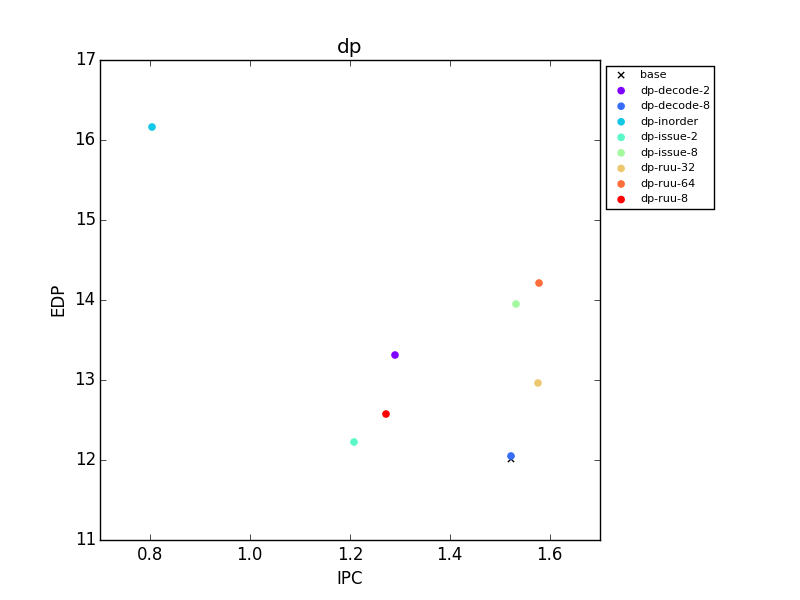 dp
17
16
15
14
13
12
11
EDP
0.8
1.0
1.2
1.4
1.6
IPC
base
dp-decode-2
dp-decode-8
dp-inorder
dp-issue-2
dp-issue-8
dp-ruu-32
dp-ruu-64
dp-ruu-8